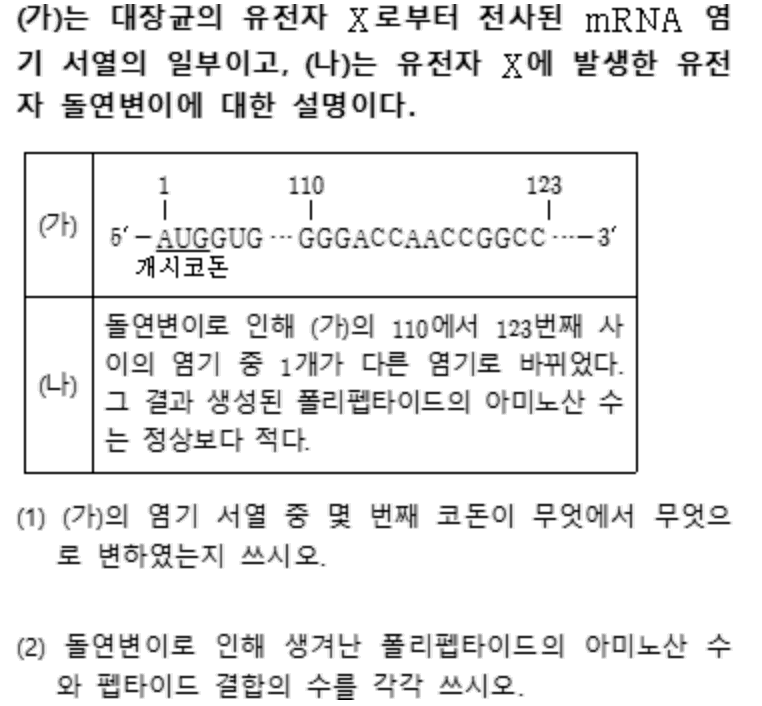 (가)는 대장균의 유전자 X로부터 전사된 mRNA 염
기 서열의 일부이고, (나)는 유전자 X에 발생한 유전
자 돌연변이에 대한 설명이다.
(가)
1 110 123
5′－AUGGUG…GGGACCAACCGGCC…－3′
개시코돈
(나)
돌연변이로 인해 (가)의 110에서 123번째 사
이의 염기 중 1개가 다른 염기로 바뀌었다.
그 결과 생성된 폴리펩타이드의 아미노산 수
는 정상보다 적다.
(1) (가)의 염기 서열 중 몇 번째 코돈이 무엇에서 무엇으
로 변하였는지 쓰시오.
(2) 돌연변이로 인해 생겨난 폴리펩타이드의 아미노산 수
와 펩타이드 결합의 수를 각각 쓰시오.